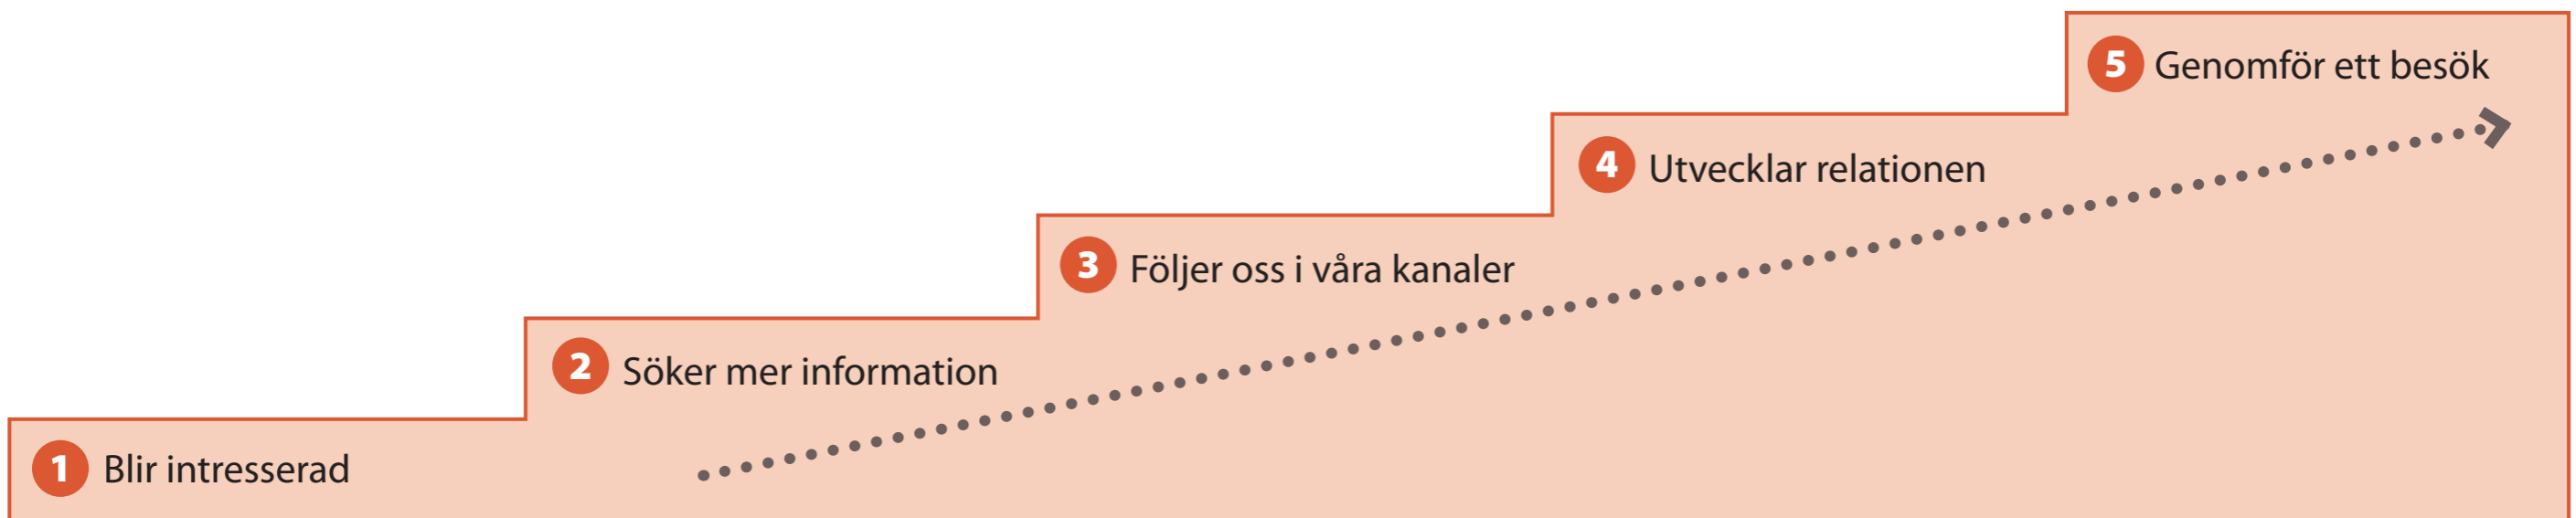 1 Blir intresserad
2 Söker mer information
3 Följer oss i våra kanaler
4 Utvecklar relationen
5 Genomför ett besök